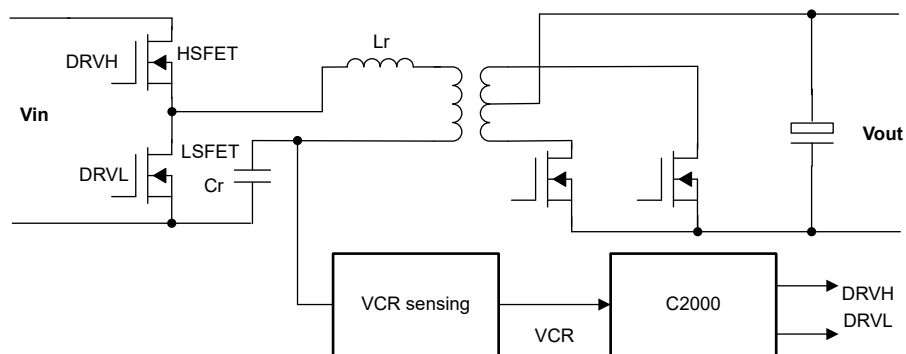 Lr
HSFET
DRVH
Vin
Vout
LSFET
DRVL
Cr
VCR sensing
VCR
C2000
DRVH
DRVL